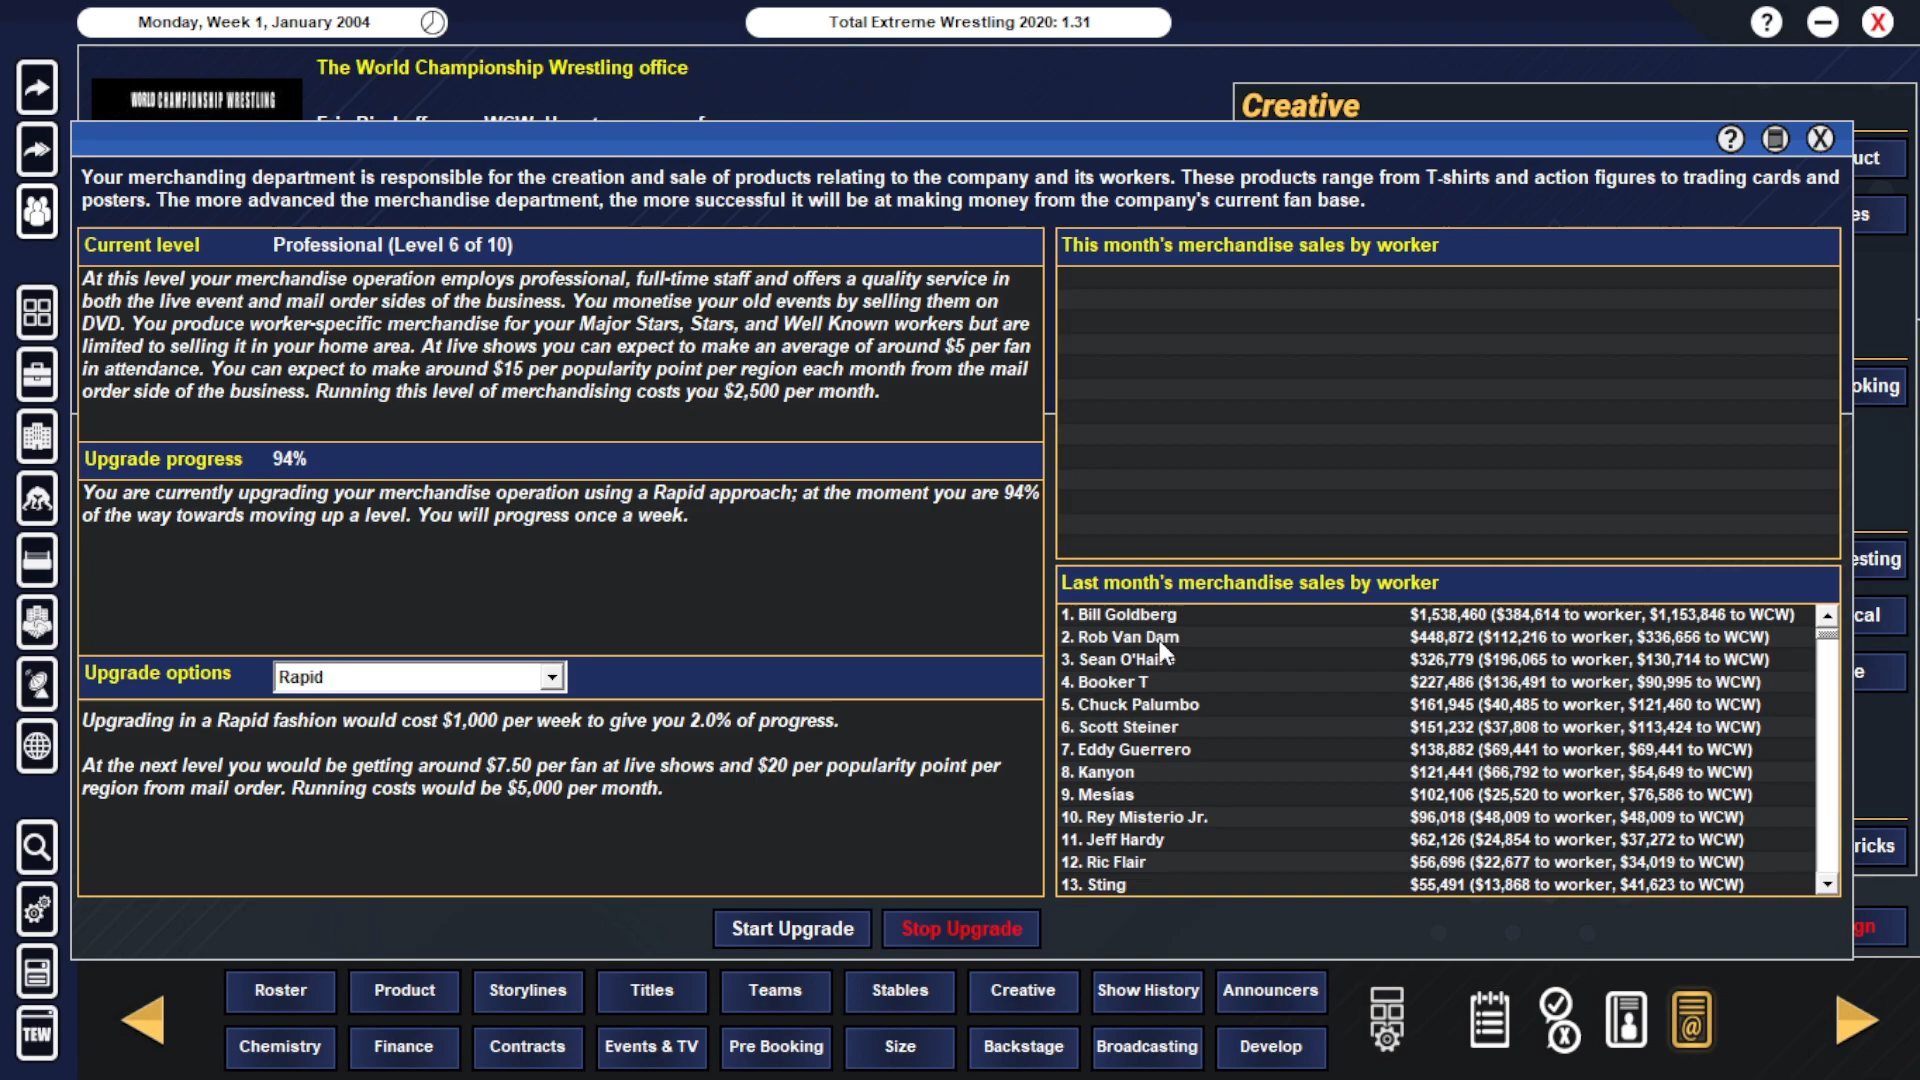 Monday, Week 1, January 2004
Total Extreme Wrestling 2020: 1.31
?
X
The World Championship Wrestling office
WORLD CHAMPIONSHIP WRESTLING
Creative
?
X
Your merchanding department is responsible for the creation and sale of products relating to the company and its workers. These products range from T-shirts and action figures to trading cards and
posters. The more advanced the merchandise department, the more successful it will be at making money from the company's current fan base.
Current level Professional (Level 6 of 10)
At this level your merchandise operation employs professional, full-time staff and offers a quality service in
both the live event and mail order sides of the business. You monetise your old events by selling them on
DVD. You produce worker-specific merchandise for your Major Stars, Stars, and Well Known workers but are
limited to selling it in your home area. At live shows you can expect to make an average of around $5 per fan
in attendance. You can expect to make around $15 per popularity point per region each month from the mail
order side of the business. Running this level of merchandising costs you $2,500 per month.
Upgrade progress 94%
You are currently upgrading your merchandise operation using a Rapid approach; at the moment you are 94%
of the way towards moving up a level. You will progress once a week.
Upgrade options Rapid
Upgrading in a Rapid fashion would cost $1,000 per week to give you 2.0% of progress.
At the next level you would be getting around $7.50 per fan at live shows and $20 per popularity point per
region from mail order. Running costs would be $5,000 per month.
Start Upgrade
Stop Upgrade
This month's merchandise sales by worker
Last month's merchandise sales by worker
1. Bill Goldberg $1,538,460 ($384,614 to worker, $1,153,846 to WCW)
2. Rob Van Dam $448,872 ($112,216 to worker, $336,656 to WCW)
3. Sean O'Haire $326,779 ($196,065 to worker, $130,714 to WCW)
4. Booker T $227,486 ($136,491 to worker, $90,995 to WCW)
5. Chuck Palumbo $161,945 ($40,485 to worker, $121,460 to WCW)
6. Scott Steiner $151,232 ($37,808 to worker, $113,424 to WCW)
7. Eddy Guerrero $138,882 ($69,441 to worker, $69,441 to WCW)
8. Kanyon $121,441 ($66,792 to worker, $54,649 to WCW)
9. Mesías $102,106 ($25,520 to worker, $76,586 to WCW)
10. Rey Misterio Jr. $96,018 ($48,009 to worker, $48,009 to WCW)
11. Jeff Hardy $62,126 ($24,854 to worker, $37,272 to WCW)
12. Ric Flair $56,696 ($22,677 to worker, $34,019 to WCW)
13. Sting $55,491 ($13,868 to worker, $41,623 to WCW)
uct
es
oking
esting
cal
e
ricks
gn
TEW
Roster Product Storylines Titles Teams Stables Creative Show History Announcers
Chemistry Finance Contracts Events & TV Pre Booking Size Backstage Broadcasting Develop